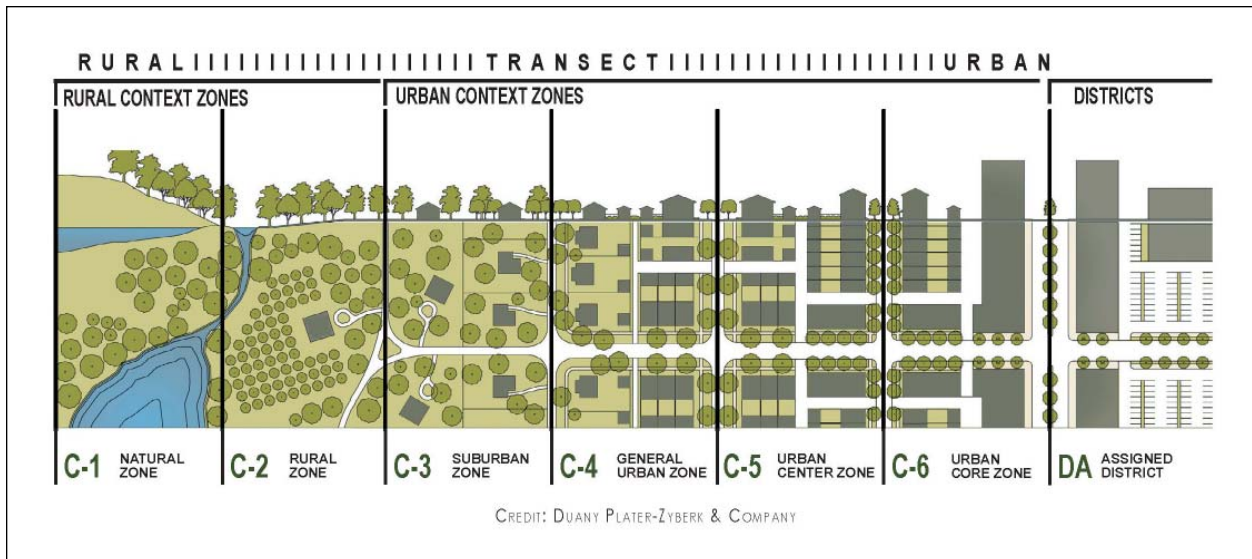 RURAL I I I I I I I I I I I I I I I I I I I I TRANSECT I I I I I I I I I I I I I I I I I I I URBAN
RURAL CONTEXT ZONES
URBAN CONTEXT ZONES
DISTRICTS
C-1 NATURAL
ZONE
C-2 RURAL
ZONE
C-3 SUBURBAN
ZONE
C-4 GENERAL
URBAN ZONE
C-5 URBAN
CENTER ZONE
C-6 URBAN
CORE ZONE
DA ASSIGNED
DISTRICT
CREDIT: DUANY PLATER-ZYBERK & COMPANY